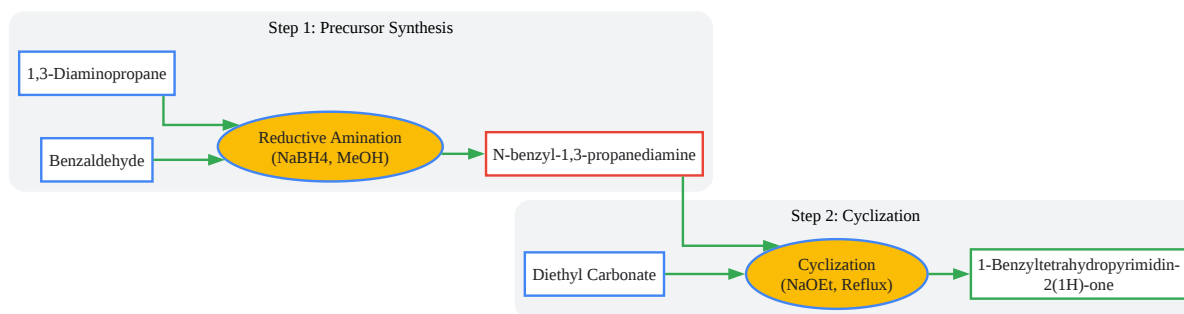 Step 1: Precursor Synthesis
1,3-Diaminopropane
Benzaldehyde
Reductive Amination
(NaBH4, MeOH)
N-benzyl-1,3-propanediamine
Step 2: Cyclization
Diethyl Carbonate
Cyclization
(NaOEt, Reflux)
1-Benzyltetrahydropyrimidin-
2(1H)-one